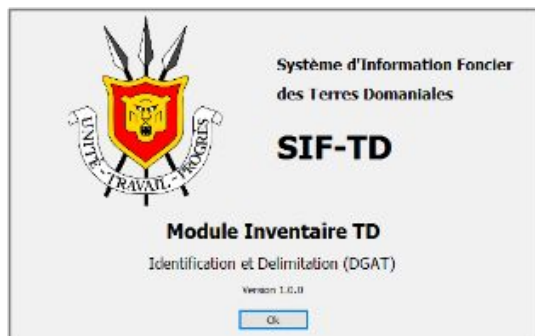 Système d'Information Foncier
des Terres Domaniales
SIF-TD
UNITÉ - TRAVAIL - PROGRÈS
Module Inventaire TD
Identification et Delimitation (DGAT)
Version 1.0.0
Ok